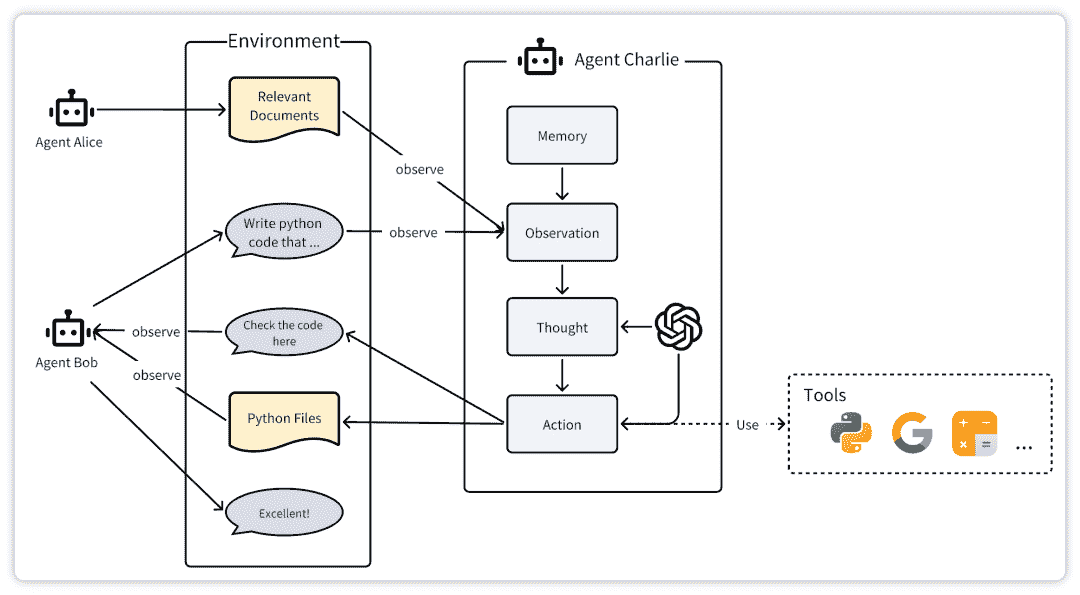 Environment
Agent Charlie
Relevant
Documents
Agent Alice
Memory
observe
Write python
code that ...
observe
Observation
Check the code
here
observe
Thought
Agent Bob
observe
Python Files
Action
Use
Tools
...
Excellent!